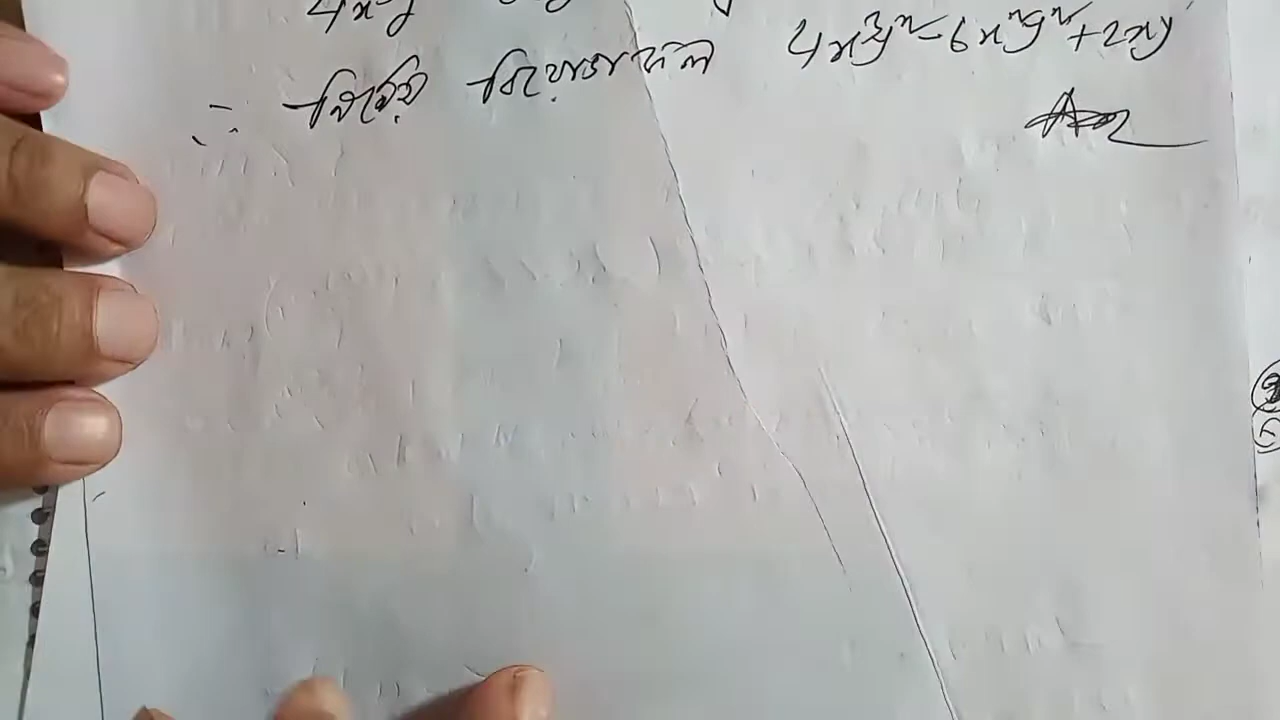 ∴ নির্ণেয় বিয়োগফল 4x³y² - 6x²y² + 2xy
Ans